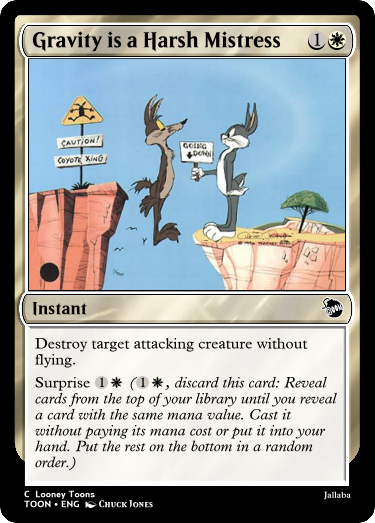 Gravity is a Harsh Mistress 1
CAUTION!
COYOTE XING!
GOING
DOWN
Instant
Destroy target attacking creature without
flying.
Surprise 1 (1, discard this card: Reveal
cards from the top of your library until you reveal
a card with the same mana value. Cast it
without paying its mana cost or put it into your
hand. Put the rest on the bottom in a random
order.)
C Looney Toons
TOON • ENG Chuck Jones
Jallaba